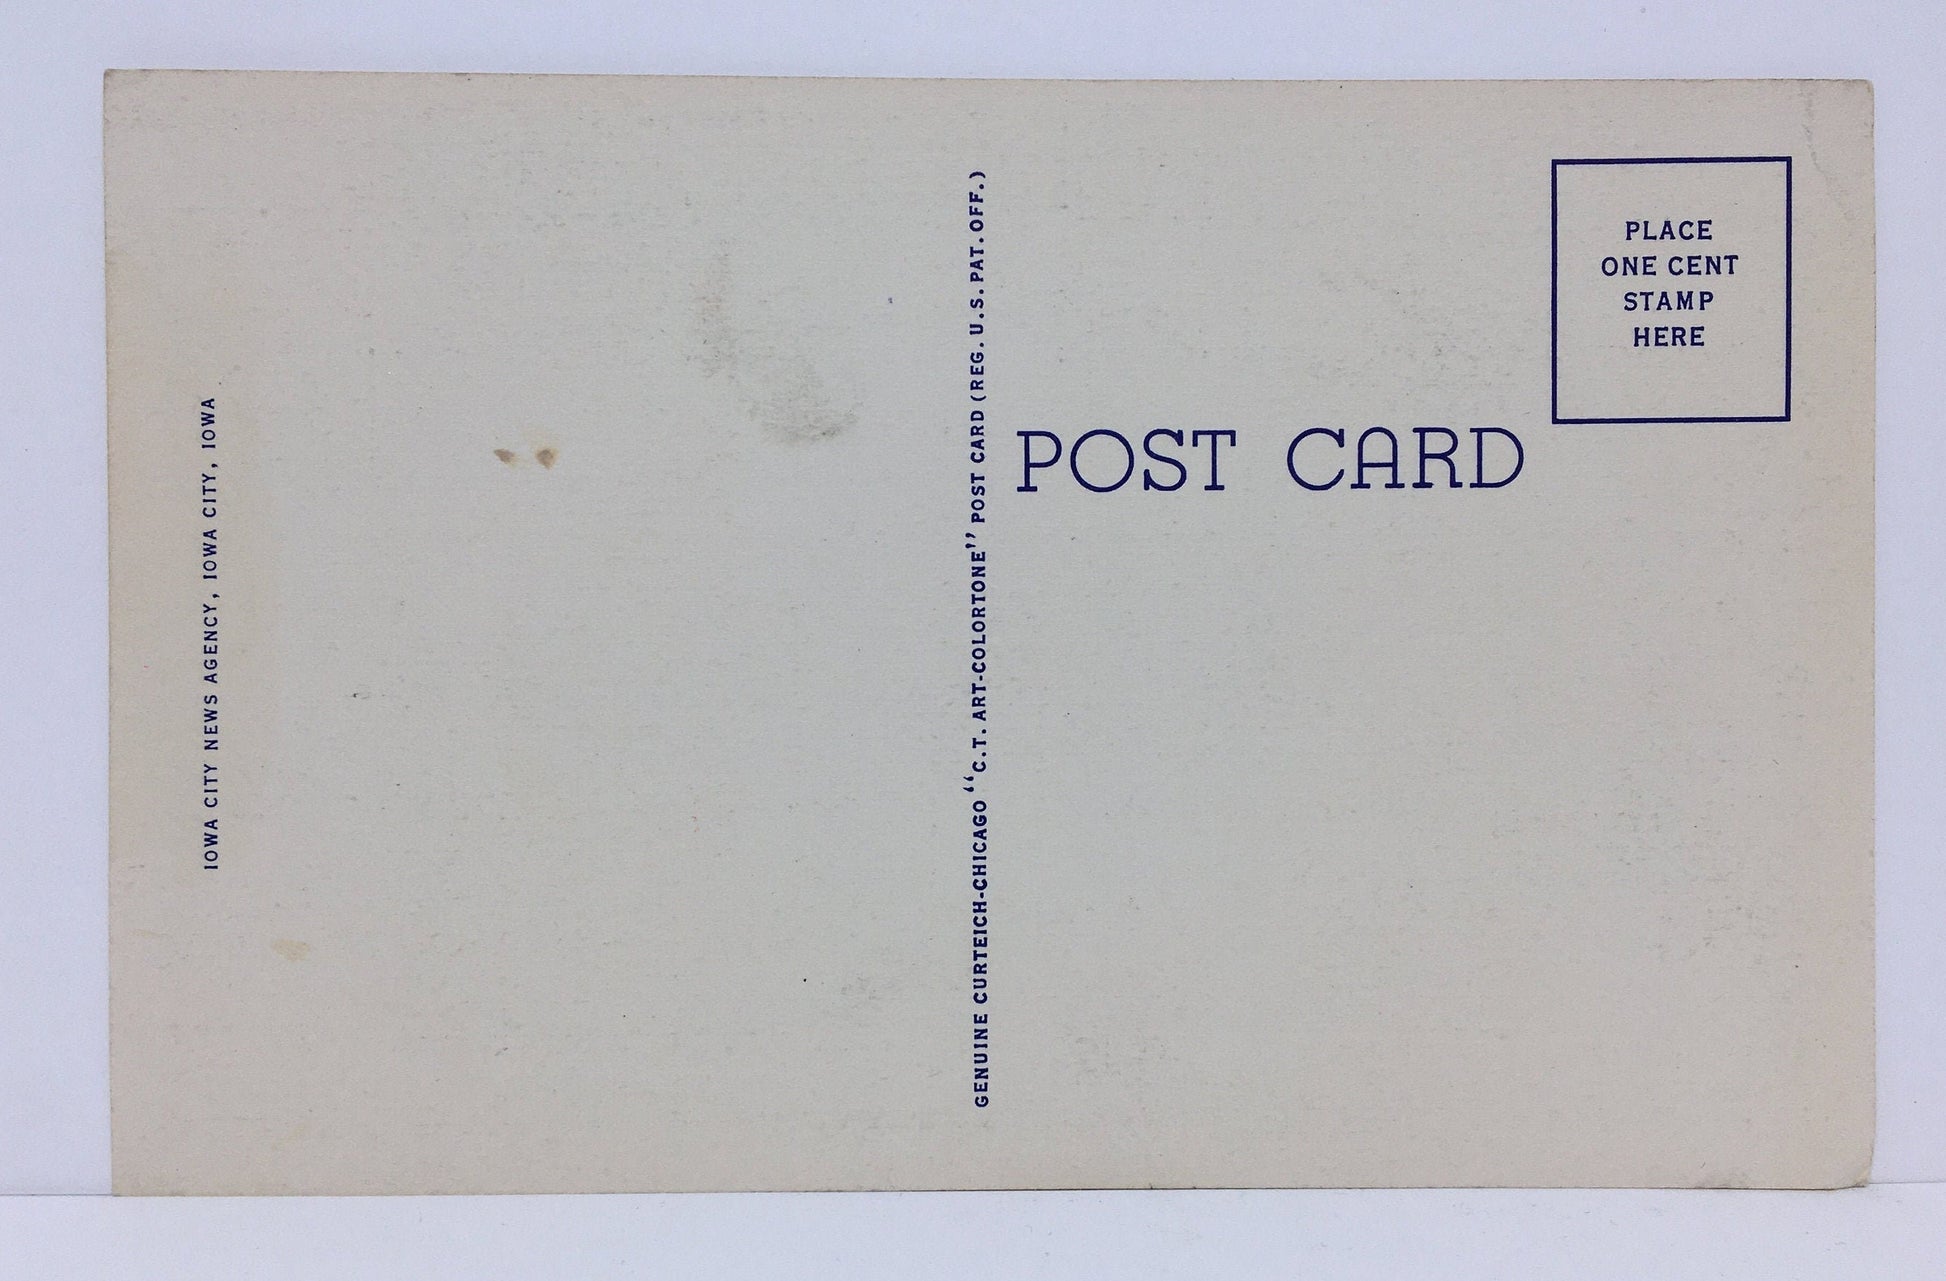 IOWA CITY NEWS AGENCY, IOWA CITY, IOWA
GENUINE CURTEICH-CHICAGO “C.T. ART-COLORTONE” POST CARD (REG. U.S. PAT. OFF.)
POST CARD
PLACE
ONE CENT
STAMP
HERE